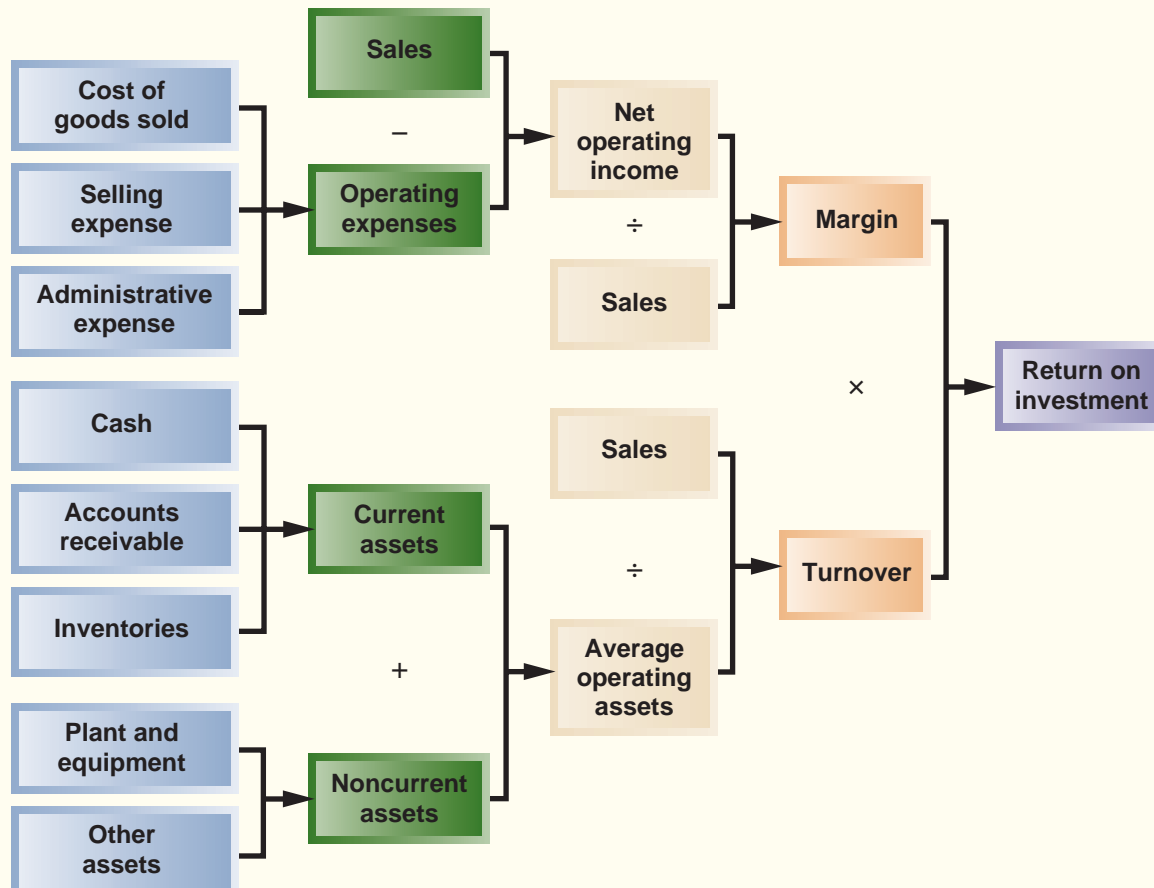 Sales
Cost of
goods sold
−
Net
operating
income
Selling
expense
Operating
expenses
÷
Margin
Administrative
expense
Sales
×
Return on
investment
Cash
Sales
Accounts
receivable
Current
assets
÷
Turnover
Inventories
+
Average
operating
assets
Plant and
equipment
Noncurrent
assets
Other
assets